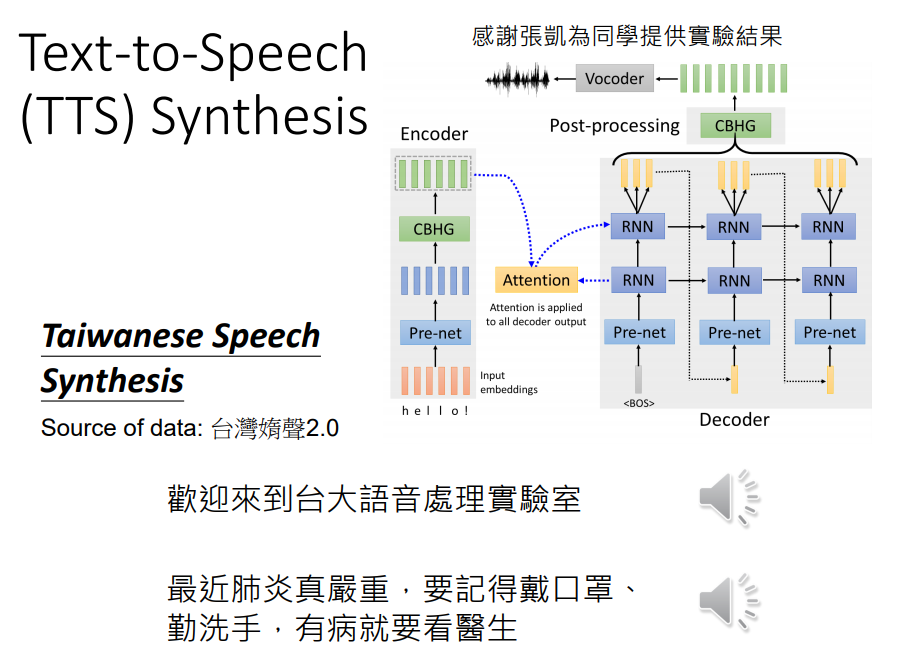 Text-to-Speech
(TTS) Synthesis
感謝張凱為同學提供實驗結果
Vocoder
Post-processing
CBHG
Encoder
CBHG
Pre-net
Input
embeddings
h e l l o !
Attention
Attention is applied
to all decoder output
RNN
RNN
RNN
RNN
RNN
RNN
Pre-net
Pre-net
Pre-net
<BOS>
Decoder
Taiwanese Speech
Synthesis
Source of data: 台灣媠聲2.0
歡迎來到台大語音處理實驗室
最近肺炎真嚴重，要記得戴口罩、
勤洗手，有病就要看醫生